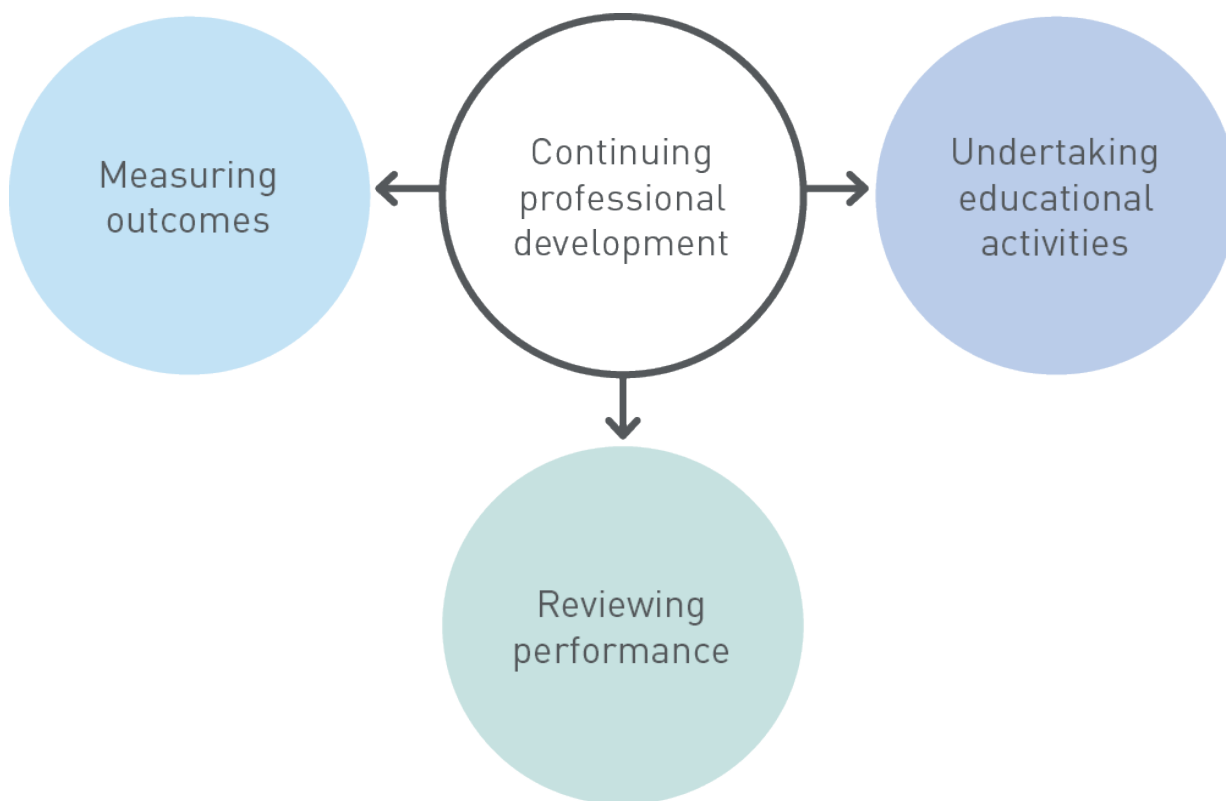 Measuring
outcomes
Continuing
professional
development
Undertaking
educational
activities
Reviewing
performance